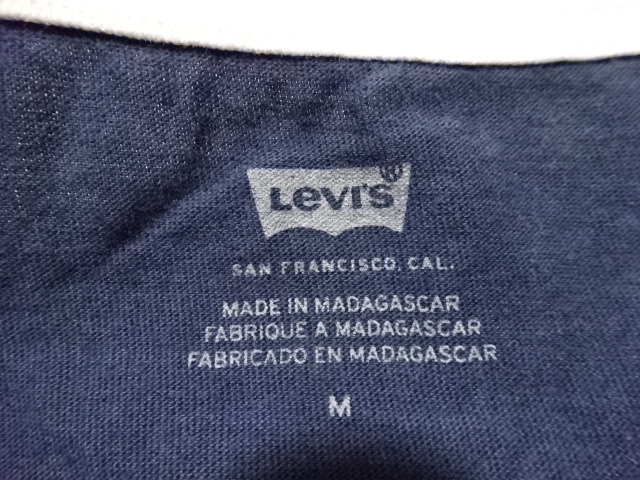 Levi's®
SAN FRANCISCO, CAL.
MADE IN MADAGASCAR
FABRIQUE A MADAGASCAR
FABRICADO EN MADAGASCAR
M